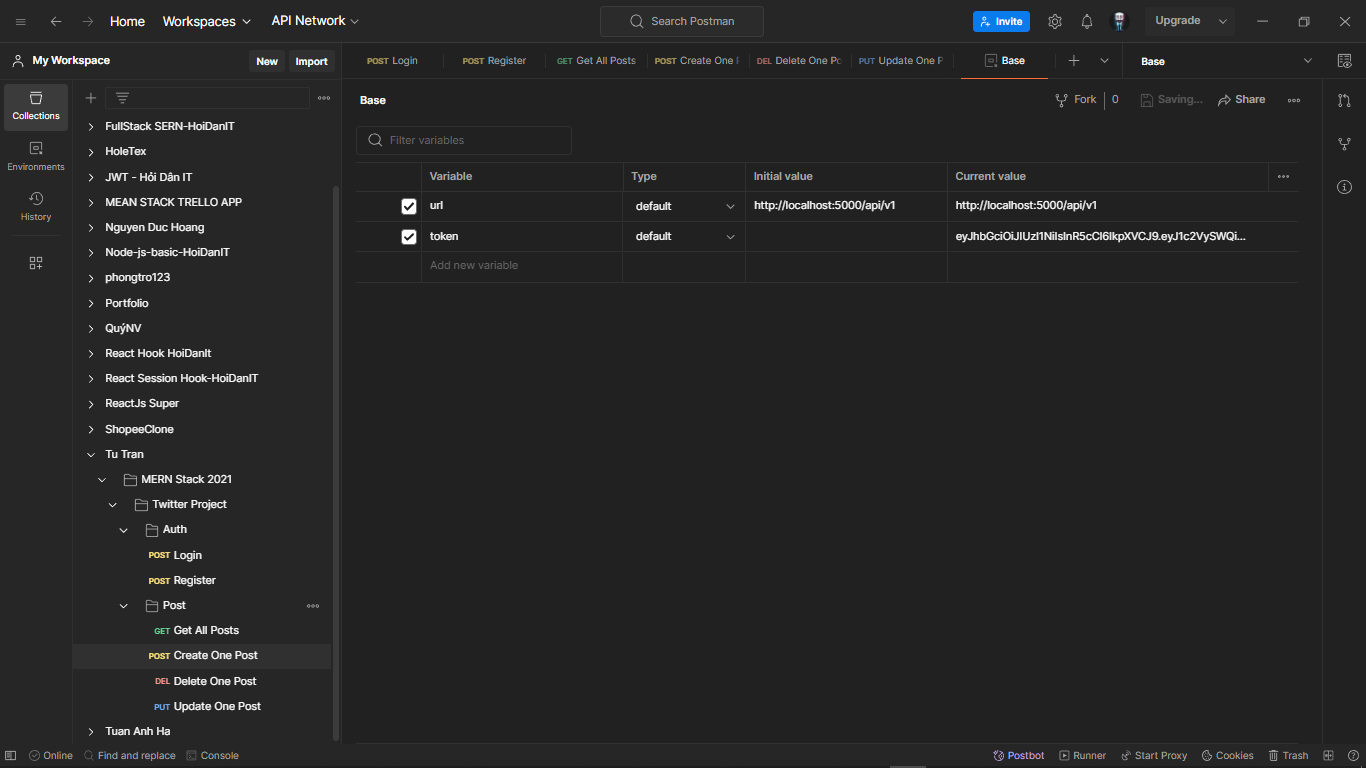 Home Workspaces API Network Search Postman Invite Upgrade
My Workspace New Import
POST Login POST Register GET Get All Posts POST Create One DEL Delete One Po PUT Update One P Base Base
Collections
Environments
History
FullStack SERN-HoiDanIT
HoleTex
JWT - Hỏi Dân IT
MEAN STACK TRELLO APP
Nguyen Duc Hoang
Node-js-basic-HoiDanIT
phongtro123
Portfolio
QuýNV
React Hook HoiDanIt
React Session Hook-HoiDanIT
ReactJs Super
ShopeeClone
Tu Tran
MERN Stack 2021
Twitter Project
Auth
POST Login
POST Register
Post
GET Get All Posts
POST Create One Post
DEL Delete One Post
PUT Update One Post
Tuan Anh Ha
Base Fork 0 Saving... Share
Filter variables
Variable Type Initial value Current value
url default http://localhost:5000/api/v1 http://localhost:5000/api/v1
token default
Add new variable
Online Find and replace Console Postbot Runner Start Proxy Cookies Trash